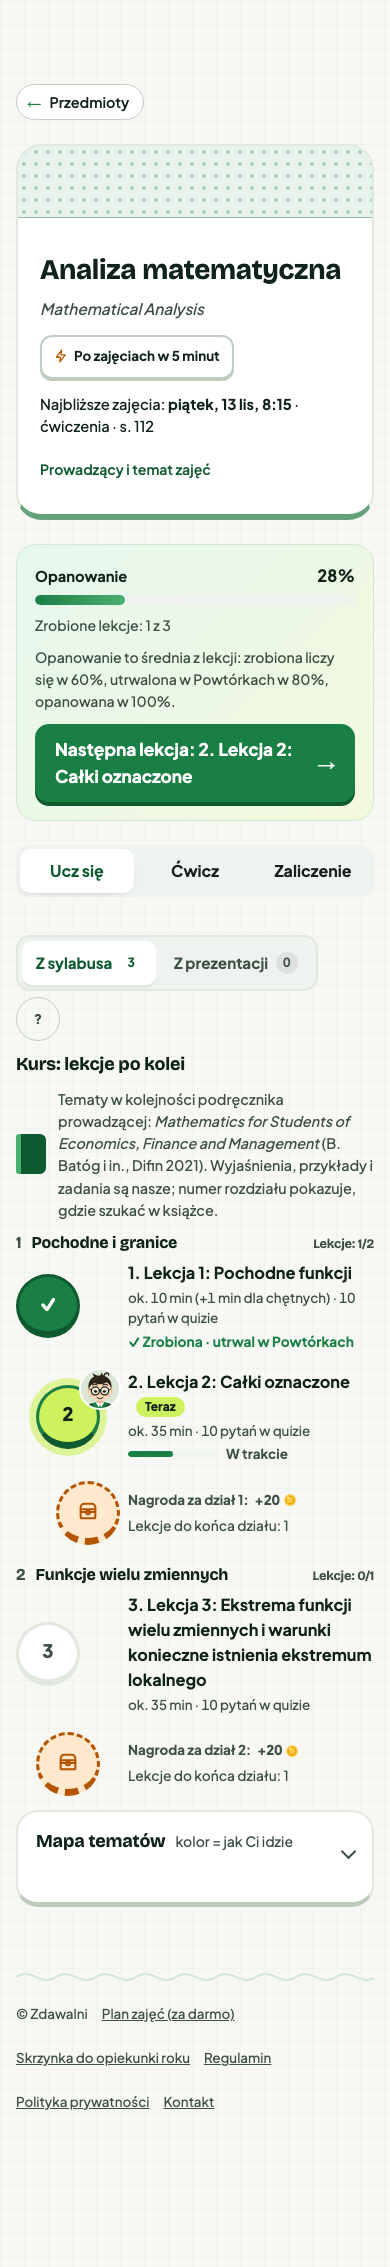 ← Przedmioty
Analiza matematyczna
Mathematical Analysis
Po zajęciach w 5 minut
Najbliższe zajęcia: piątek, 13 lis, 8:15 ·
ćwiczenia · s. 112
Prowadzący i temat zajęć
Opanowanie 28%
Zrobione lekcje: 1 z 3
Opanowanie to średnia z lekcji: zrobiona liczy
się w 60%, utrwalona w Powtórkach w 80%,
opanowana w 100%.
Następna lekcja: 2. Lekcja 2:
Całki oznaczone →
Ucz się Ćwicz Zaliczenie
Z sylabusa 3 Z prezentacji 0
?
Kurs: lekcje po kolei
Tematy w kolejności podręcznika
prowadzącej: Mathematics for Students of
Economics, Finance and Management (B.
Batóg i in., Difin 2021). Wyjaśnienia, przykłady i
zadania są nasze; numer rozdziału pokazuje,
gdzie szukać w książce.
1 Pochodne i granice Lekcje: 1/2
1. Lekcja 1: Pochodne funkcji
ok. 10 min (+1 min dla chętnych) · 10
pytań w quizie
✓ Zrobiona · utrwal w Powtórkach
2
2. Lekcja 2: Całki oznaczone
Teraz
ok. 35 min · 10 pytań w quizie
W trakcie
Nagroda za dział 1: +20
Lekcje do końca działu: 1
2 Funkcje wielu zmiennych Lekcje: 0/1
3
3. Lekcja 3: Ekstrema funkcji
wielu zmiennych i warunki
konieczne istnienia ekstremum
lokalnego
ok. 35 min · 10 pytań w quizie
Nagroda za dział 2: +20
Lekcje do końca działu: 1
Mapa tematów kolor = jak Ci idzie
© Zdawalni Plan zajęć (za darmo)
Skrzynka do opiekunki roku Regulamin
Polityka prywatności Kontakt